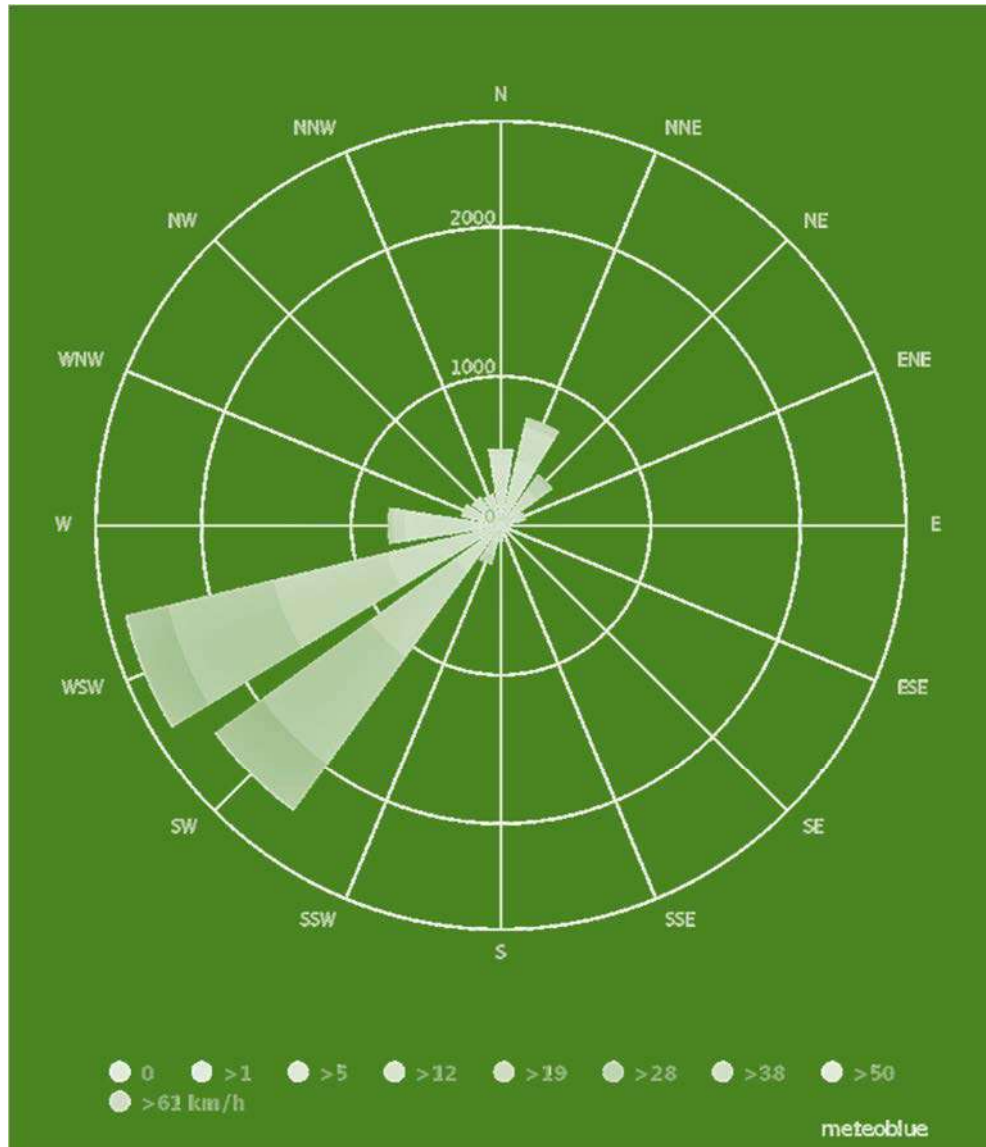 N
NNW NNE
NW NE
2000
WNW ENE
1000
0
W E
WSW ESE
SW SE
SSW SSE
S
0 >1 >5 >12 >19 >28 >38 >50
>61 km/h
meteoblue